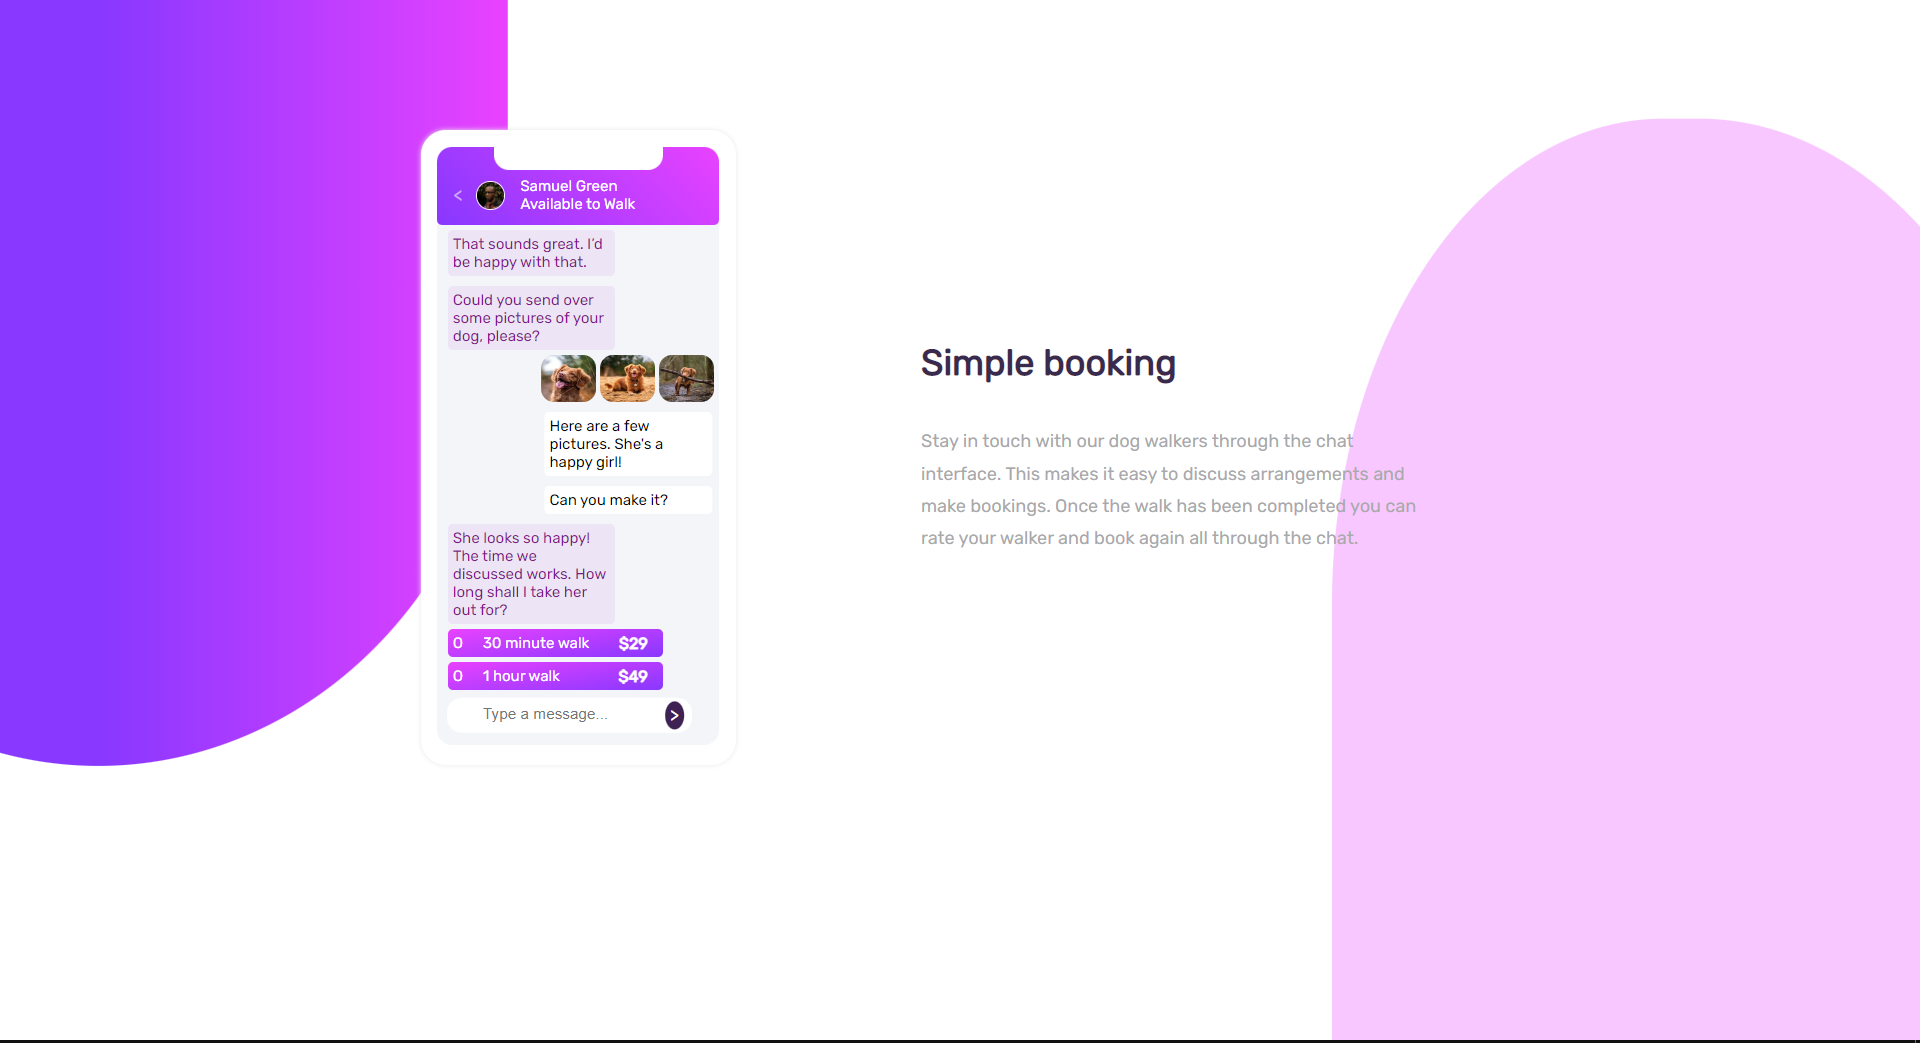 <
Samuel Green
Available to Walk
That sounds great. I'd
be happy with that.
Could you send over
some pictures of your
dog, please?
Here are a few
pictures. She's a
happy girl!
Can you make it?
She looks so happy!
The time we
discussed works. How
long shall I take her
out for?
O 30 minute walk $29
O 1 hour walk $49
Type a message...
>
Simple booking
Stay in touch with our dog walkers through the chat
interface. This makes it easy to discuss arrangements and
make bookings. Once the walk has been completed you can
rate your walker and book again all through the chat.